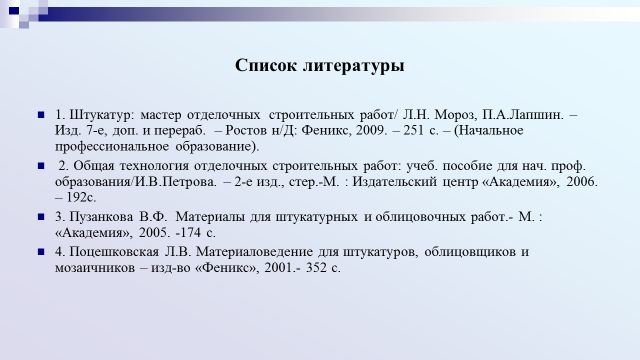 Список литературы
1. Штукатур: мастер отделочных строительных работ/ Л.Н. Мороз, П.А.Лапшин. –
Изд. 7-е, доп. и перераб. – Ростов н/Д: Феникс, 2009. – 251 с. – (Начальное
профессиональное образование).
2. Общая технология отделочных строительных работ: учеб. пособие для нач. проф.
образования/И.В.Петрова. – 2-е изд., стер.-М. : Издательский центр «Академия», 2006.
– 192с.
3. Пузанкова В.Ф. Материалы для штукатурных и облицовочных работ.- М. :
«Академия», 2005. -174 с.
4. Поцешковская Л.В. Материаловедение для штукатуров, облицовщиков и
мозаичников – изд-во «Феникс», 2001.- 352 с.